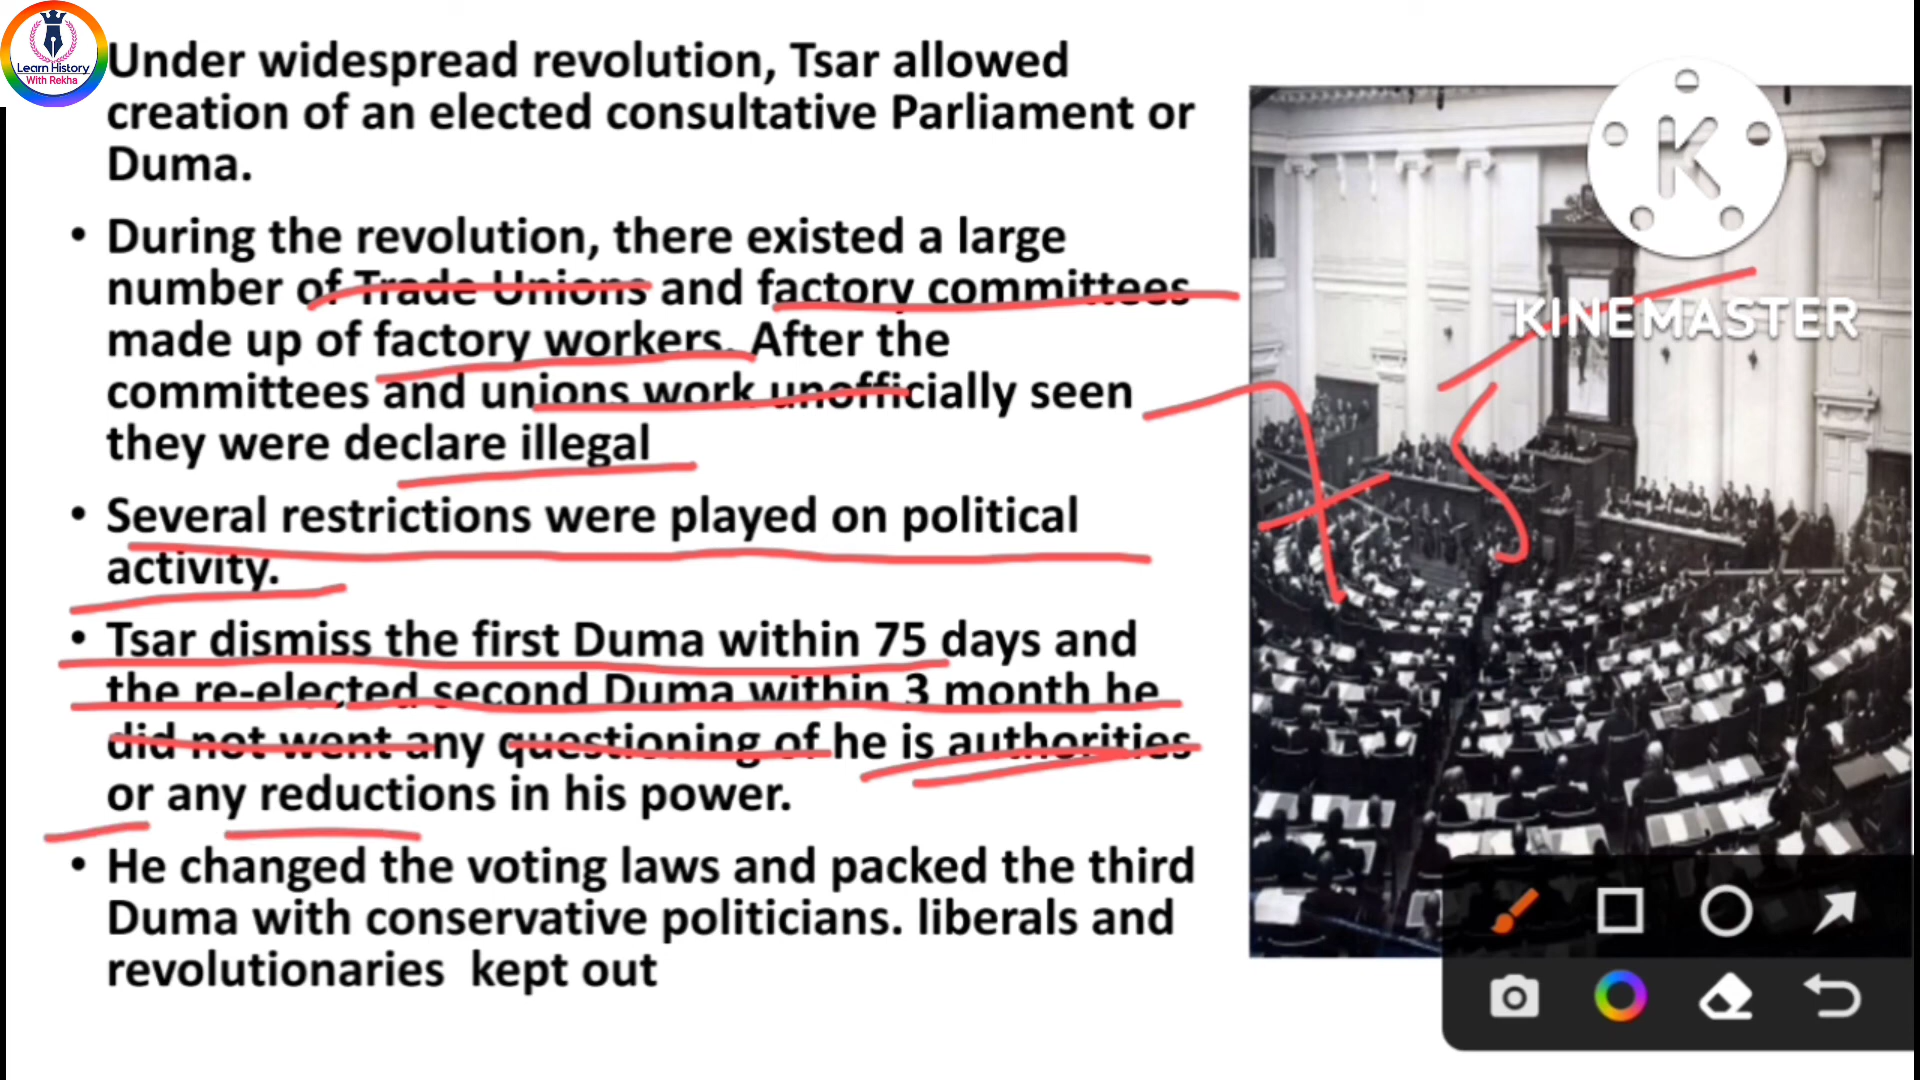 Learn History
With Rekha
Under widespread revolution, Tsar allowed
creation of an elected consultative Parliament or
Duma.
• During the revolution, there existed a large
number of Trade Unions and factory committees
made up of factory workers. After the
committees and unions work unofficially seen
they were declare illegal
• Several restrictions were played on political
activity.
• Tsar dismiss the first Duma within 75 days and
the re-elected second Duma within 3 month he
did not went any questioning of he is authorities
or any reductions in his power.
• He changed the voting laws and packed the third
Duma with conservative politicians. liberals and
revolutionaries kept out
K
KINEMASTER
75